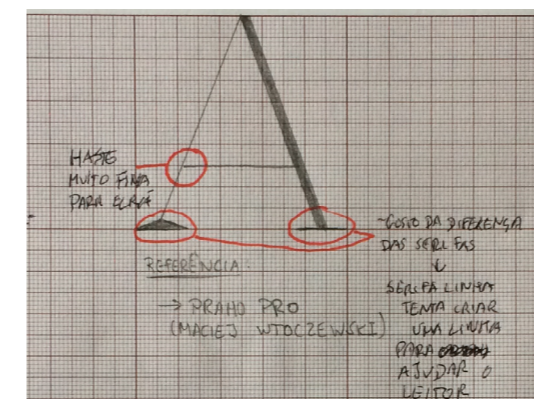 HASTE
MUITO FINA
PARA
~GOSTO DA DIFERENÇA
DAS SERIFAS
↓
SERIFA LINHA
TENTA CRIAR
UMA LINHA
PARA
AJUDAR O
LEITOR
REFERÊNCIA:
→ PRAHO PRO
(MACIEJ WTOCZEWSKI)